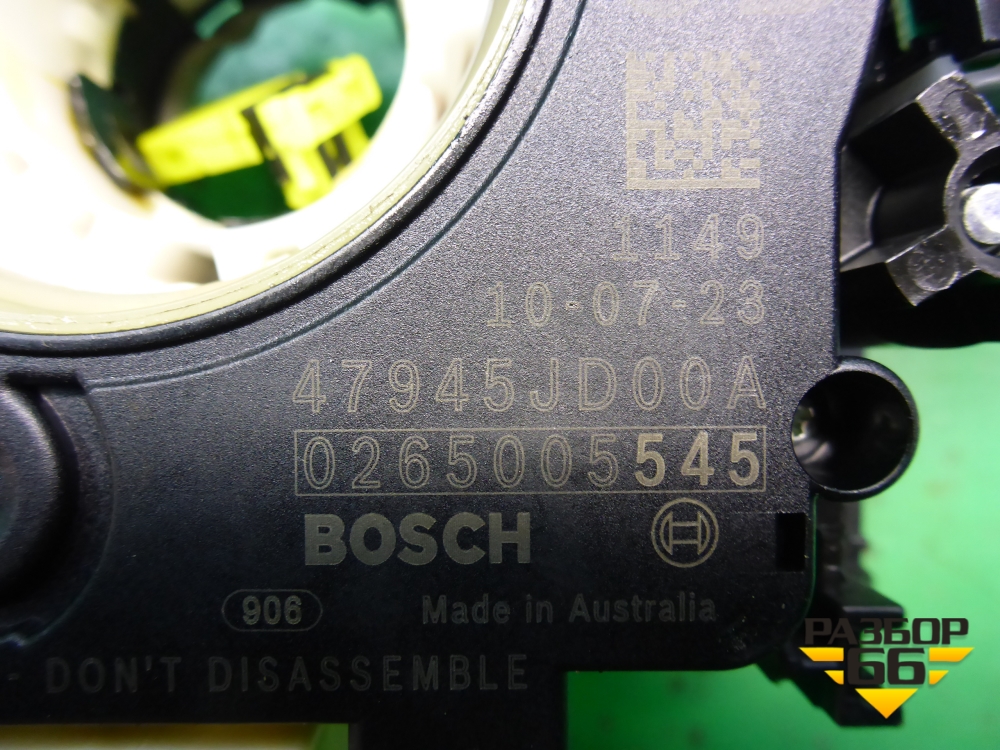 1149
10-07-23
47945JD00A
0265005545
BOSCH
906 Made in Australia
- DON'T DISASSEMBLE
РАЗБОР
66